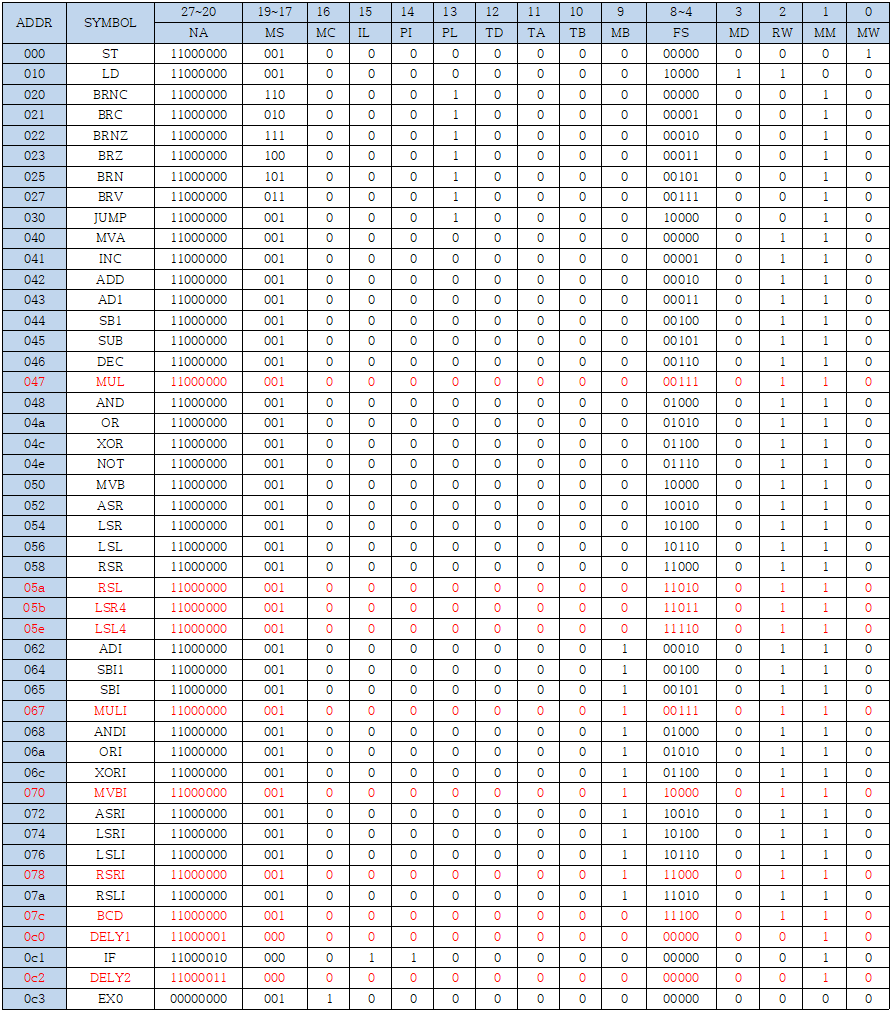 ADDR SYMBOL 27~20 19~17 16 15 14 13 12 11 10 9 8~4 3 2 1 0
NA MS MC IL PI PL TD TA TB MB FS MD RW MM MW
000 ST 11000000 001 0 0 0 0 0 0 0 0 00000 0 0 0 1
010 LD 11000000 001 0 0 0 0 0 0 0 0 10000 1 1 0 0
020 BRNC 11000000 110 0 0 0 1 0 0 0 0 00000 0 0 1 0
021 BRC 11000000 010 0 0 0 1 0 0 0 0 00001 0 0 1 0
022 BRNZ 11000000 111 0 0 0 1 0 0 0 0 00010 0 0 1 0
023 BRZ 11000000 100 0 0 0 1 0 0 0 0 00011 0 0 1 0
025 BRN 11000000 101 0 0 0 1 0 0 0 0 00101 0 0 1 0
027 BRV 11000000 011 0 0 0 1 0 0 0 0 00111 0 0 1 0
030 JUMP 11000000 001 0 0 0 1 0 0 0 0 10000 0 0 1 0
040 MVA 11000000 001 0 0 0 0 0 0 0 0 00000 0 1 1 0
041 INC 11000000 001 0 0 0 0 0 0 0 0 00001 0 1 1 0
042 ADD 11000000 001 0 0 0 0 0 0 0 0 00010 0 1 1 0
043 AD1 11000000 001 0 0 0 0 0 0 0 0 00011 0 1 1 0
044 SB1 11000000 001 0 0 0 0 0 0 0 0 00100 0 1 1 0
045 SUB 11000000 001 0 0 0 0 0 0 0 0 00101 0 1 1 0
046 DEC 11000000 001 0 0 0 0 0 0 0 0 00110 0 1 1 0
047 MUL 11000000 001 0 0 0 0 0 0 0 0 00111 0 1 1 0
048 AND 11000000 001 0 0 0 0 0 0 0 0 01000 0 1 1 0
04a OR 11000000 001 0 0 0 0 0 0 0 0 01010 0 1 1 0
04c XOR 11000000 001 0 0 0 0 0 0 0 0 01100 0 1 1 0
04e NOT 11000000 001 0 0 0 0 0 0 0 0 01110 0 1 1 0
050 MVB 11000000 001 0 0 0 0 0 0 0 0 10000 0 1 1 0
052 ASR 11000000 001 0 0 0 0 0 0 0 0 10010 0 1 1 0
054 LSR 11000000 001 0 0 0 0 0 0 0 0 10100 0 1 1 0
056 LSL 11000000 001 0 0 0 0 0 0 0 0 10110 0 1 1 0
058 RSR 11000000 001 0 0 0 0 0 0 0 0 11000 0 1 1 0
05a RSL 11000000 001 0 0 0 0 0 0 0 0 11010 0 1 1 0
05b LSR4 11000000 001 0 0 0 0 0 0 0 0 11011 0 1 1 0
05e LSL4 11000000 001 0 0 0 0 0 0 0 0 11110 0 1 1 0
062 ADI 11000000 001 0 0 0 0 0 0 0 1 00010 0 1 1 0
064 SBI1 11000000 001 0 0 0 0 0 0 0 1 00100 0 1 1 0
065 SBI 11000000 001 0 0 0 0 0 0 0 1 00101 0 1 1 0
067 MULI 11000000 001 0 0 0 0 0 0 0 1 00111 0 1 1 0
068 ANDI 11000000 001 0 0 0 0 0 0 0 1 01000 0 1 1 0
06a ORI 11000000 001 0 0 0 0 0 0 0 1 01010 0 1 1 0
06c XORI 11000000 001 0 0 0 0 0 0 0 1 01100 0 1 1 0
070 MVBI 11000000 001 0 0 0 0 0 0 0 1 10000 0 1 1 0
072 ASRI 11000000 001 0 0 0 0 0 0 0 1 10010 0 1 1 0
074 LSRI 11000000 001 0 0 0 0 0 0 0 1 10100 0 1 1 0
076 LSLI 11000000 001 0 0 0 0 0 0 0 1 10110 0 1 1 0
078 RSRI 11000000 001 0 0 0 0 0 0 0 1 11000 0 1 1 0
07a RSLI 11000000 001 0 0 0 0 0 0 0 1 11010 0 1 1 0
07c BCD 11000000 001 0 0 0 0 0 0 0 0 11100 0 1 1 0
0c0 DELY1 11000001 000 0 0 0 0 0 0 0 0 00000 0 0 1 0
0c1 IF 11000010 000 0 1 1 0 0 0 0 0 00000 0 0 1 0
0c2 DELY2 11000011 000 0 0 0 0 0 0 0 0 00000 0 0 1 0
0c3 EX0 00000000 001 1 0 0 0 0 0 0 0 00000 0 0 0 0